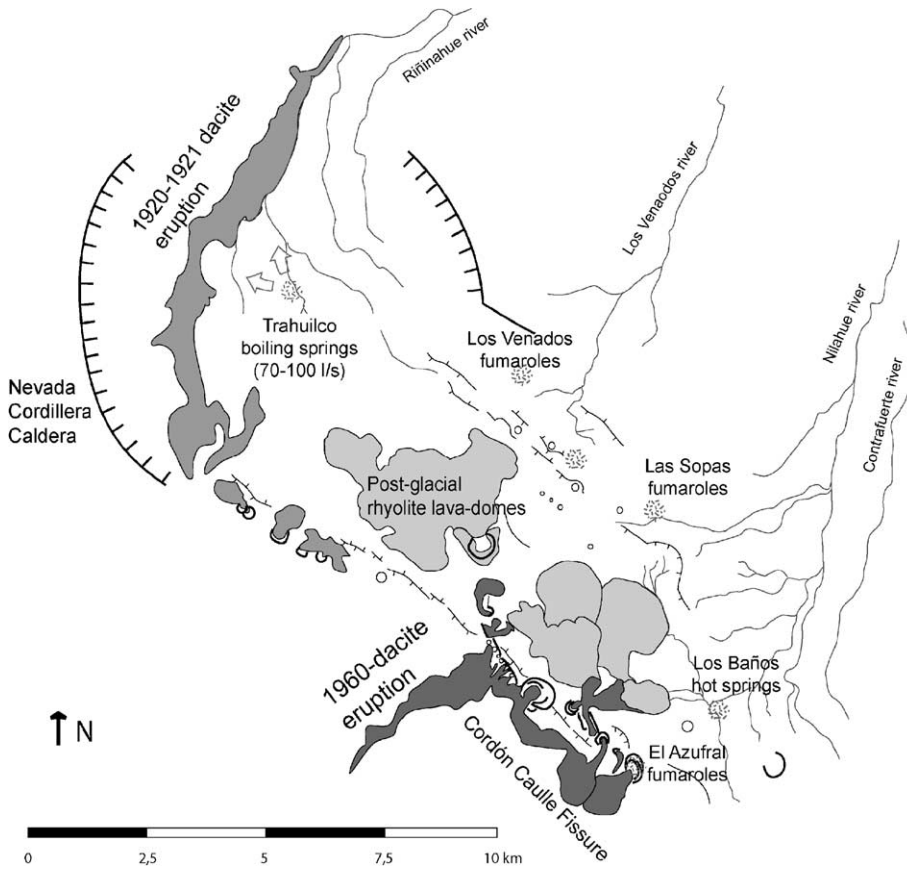 Riñinahue river
1920-1921 dacite
eruption
Los Venaodos river
Trahuilco
boiling springs
(70-100 l/s)
Los Venados
fumaroles
Nilahue river
Contrafuerte river
Nevada
Cordillera
Caldera
Post-glacial
rhyolite lava-domes
Las Sopas
fumaroles
1960-dacite
eruption
Los Baños
hot springs
N
Cordón Caulle Fissure
El Azufral
fumaroles
0 2,5 5 7,5 10 km